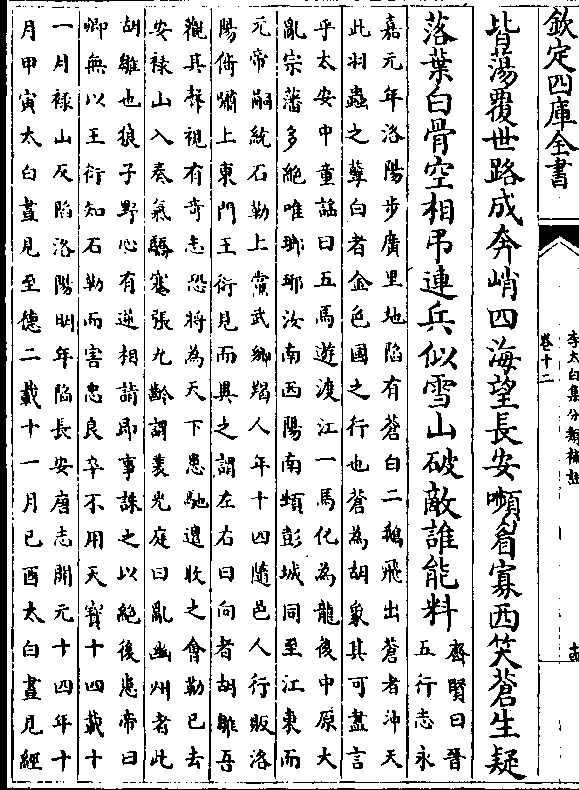 欽定四庫全書
李太白集分類補註
卷十二
皆蕩覆世路成奔峭四海望長安嚬眉寡西笑蒼生疑
落葉白骨空相弔連兵似雪山破敵誰能料
齊賢曰晉
五行志永
嘉元年洛陽步廣里地陷有蒼白二鵝飛出蒼者沖天
此羽蟲之孽白者金色國之行也蒼為胡象其可盡言
乎太安中童謡曰五馬遊渡江一馬化為龍後中原大
亂宗藩多絶唯瑯琊汝南西陽南頓彭城同至江東而
元帝嗣統石勒上黨武鄉羯人年十四隨邑人行販洛
陽倚嘯上東門王衍見而異之謂左右曰向者胡雛吾
觀其聲視有奇志恐將為天下患馳遣收之會勒已去
安禄山入奏氣驕蹇張九齡謂裴光庭曰亂幽州者此
胡雛也狼子野心有逆相請即事誅之以絶後患帝曰
卿無以王衍知石勒而害忠良卒不用天寶十四載十
一月禄山反陷洛陽明年陷長安唐志開元十四年十
月甲寅太白晝見至德二載十一月已酉太白晝見經